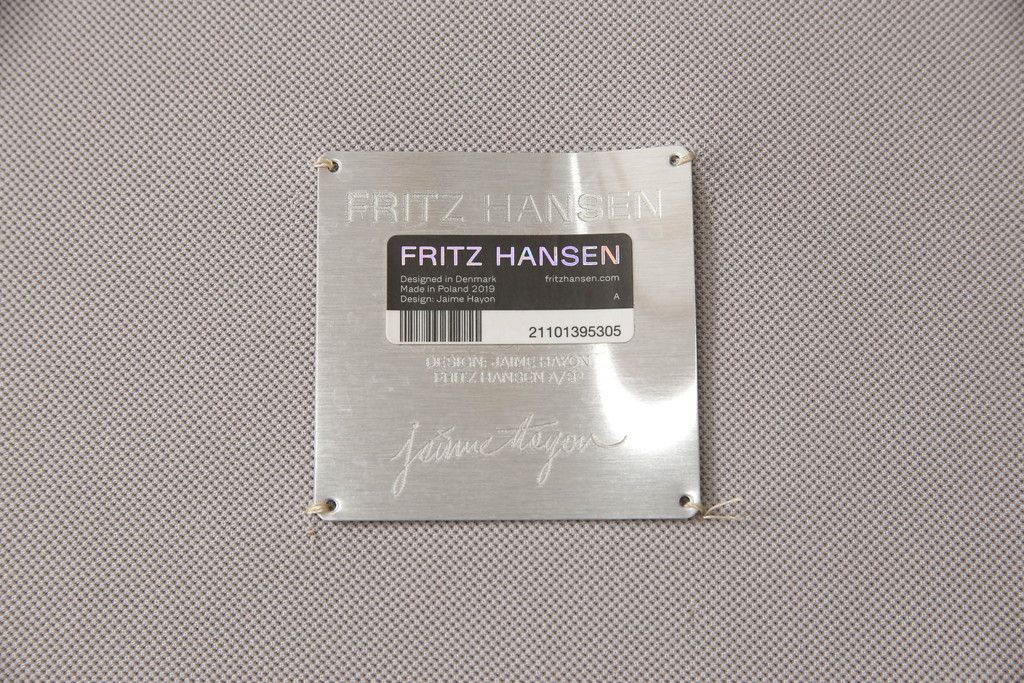 FRITZ HANSEN
FRITZ HANSEN
Designed in Denmark fritzhansen.com
Made in Poland 2019
Design: Jaime Hayon A
21101395305
DESIGN: JAIME HAYON
FRITZ HANSEN A/S
Jaime Hayon